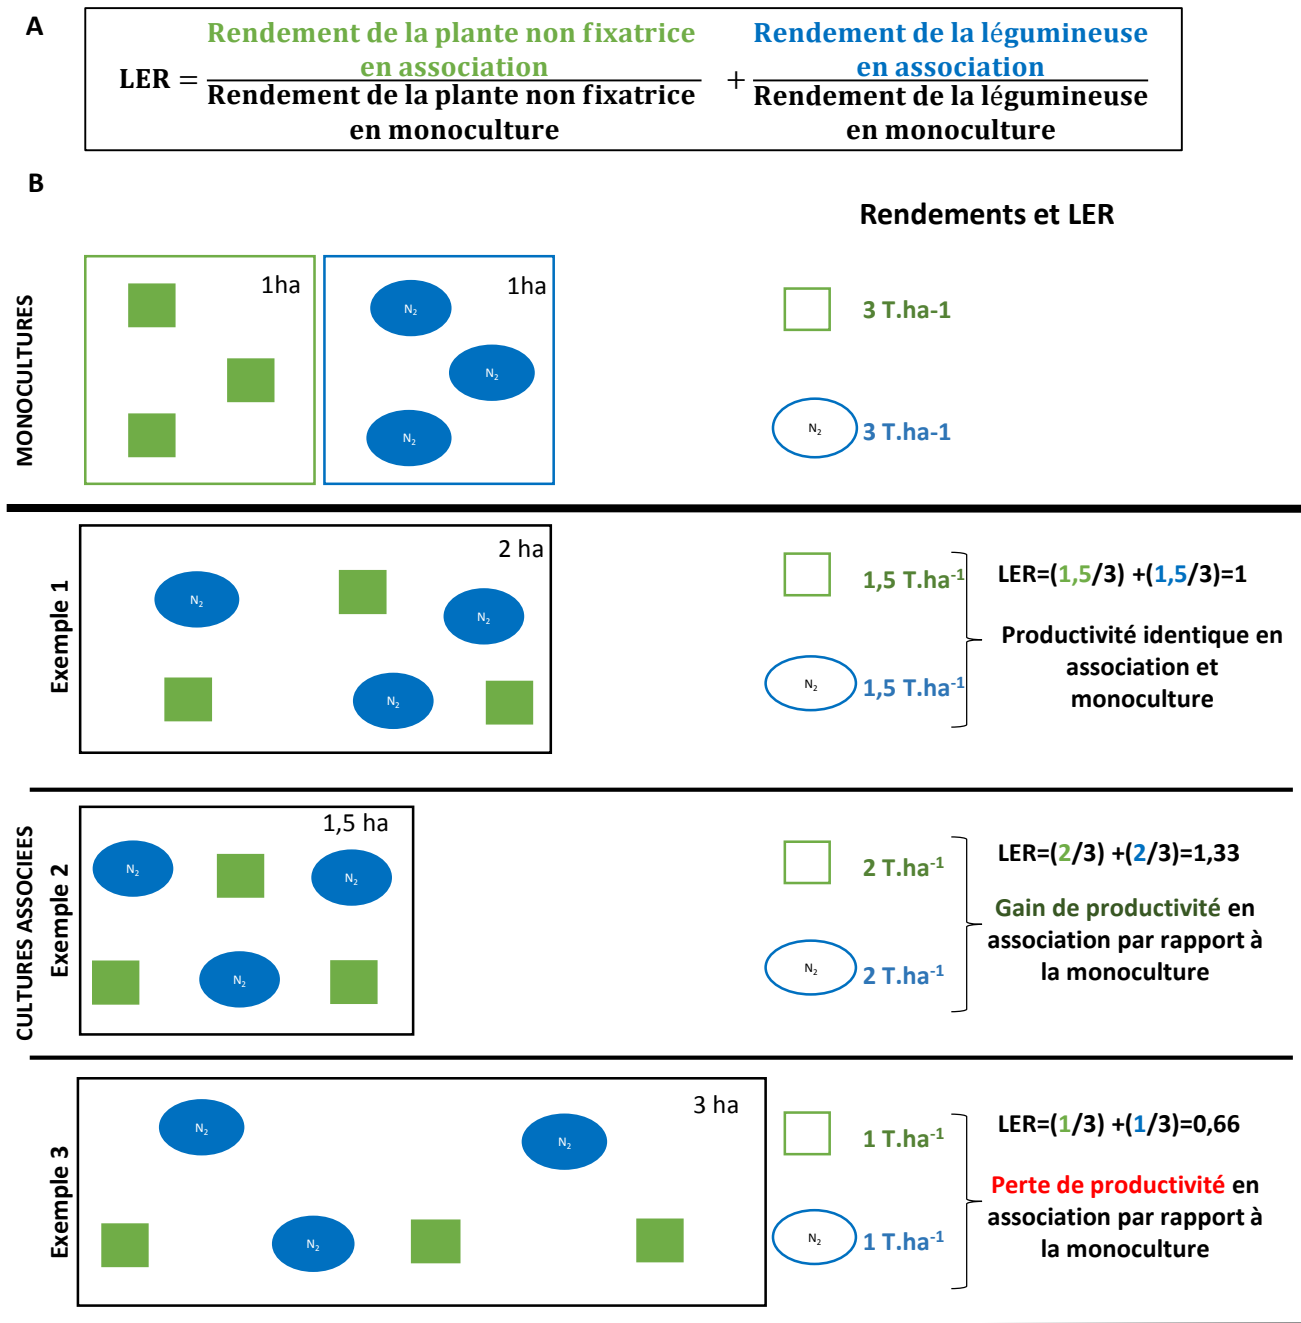 A
LER = Rendement de la plante non fixatrice en association / Rendement de la plante non fixatrice en monoculture + Rendement de la légumineuse en association / Rendement de la légumineuse en monoculture
B
Rendements et LER
MONOCULTURES
1ha
1ha
N2
N2
N2
3 T.ha-1
N2
3 T.ha-1
CULTURES ASSOCIEES
Exemple 1
2 ha
N2
N2
N2
1,5 T.ha-1
N2
1,5 T.ha-1
LER=(1,5/3) +(1,5/3)=1
Productivité identique en
association et
monoculture
Exemple 2
1,5 ha
N2
N2
N2
2 T.ha-1
N2
2 T.ha-1
LER=(2/3) +(2/3)=1,33
Gain de productivité en
association par rapport à
la monoculture
Exemple 3
3 ha
N2
N2
N2
1 T.ha-1
N2
1 T.ha-1
LER=(1/3) +(1/3)=0,66
Perte de productivité en
association par rapport à
la monoculture